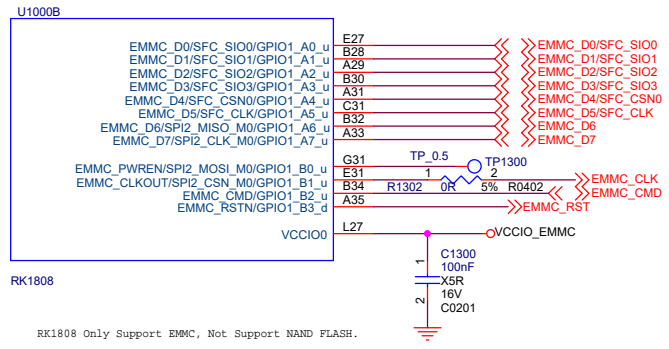 U1000B
EMMC_D0/SFC_SIO0/GPIO1_A0_u E27 EMMC_D0/SFC_SIO0
EMMC_D1/SFC_SIO1/GPIO1_A1_u B28 EMMC_D1/SFC_SIO1
EMMC_D2/SFC_SIO2/GPIO1_A2_u A29 EMMC_D2/SFC_SIO2
EMMC_D3/SFC_SIO3/GPIO1_A3_u B30 EMMC_D3/SFC_SIO3
EMMC_D4/SFC_CSN0/GPIO1_A4_u A31 EMMC_D4/SFC_CSN0
EMMC_D5/SFC_CLK/GPIO1_A5_u C31 EMMC_D5/SFC_CLK
EMMC_D6/SPI2_MISO_M0/GPIO1_A6_u B32 EMMC_D6
EMMC_D7/SPI2_CLK_M0/GPIO1_A7_u A33 EMMC_D7
EMMC_PWREN/SPI2_MOSI_M0/GPIO1_B0_u G31 TP_0.5 TP1300
EMMC_CLKOUT/SPI2_CSN_M0/GPIO1_B1_u E31 1 2 EMMC_CLK
EMMC_CMD/GPIO1_B2_u B34 R1302 0R 5% R0402 EMMC_CMD
EMMC_RSTN/GPIO1_B3_d A35 EMMC_RST
VCCIO0 L27 VCCIO_EMMC
1 C1300
100nF
X5R
2 16V
C0201
RK1808
RK1808 Only Support EMMC, Not Support NAND FLASH.